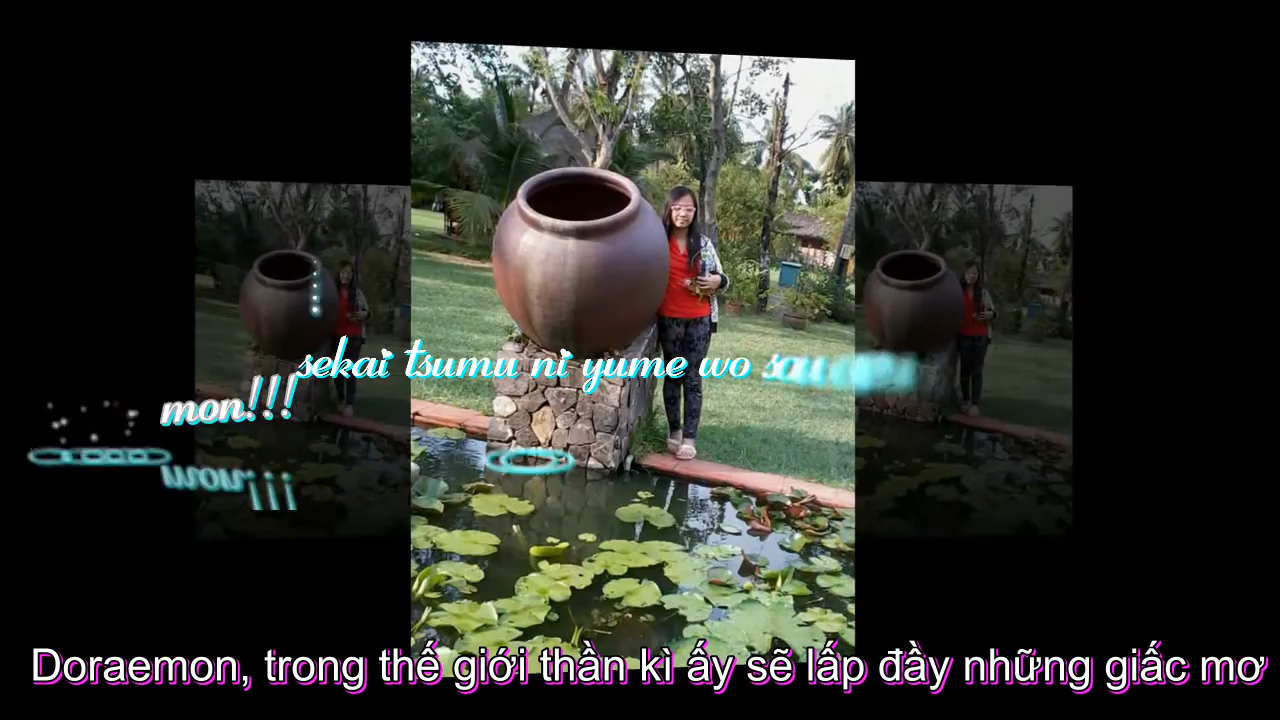 sekai tsumu ni yume wo
mon!!!
Doraemon, trong thế giới thần kì ấy sẽ lấp đầy những giấc mơ